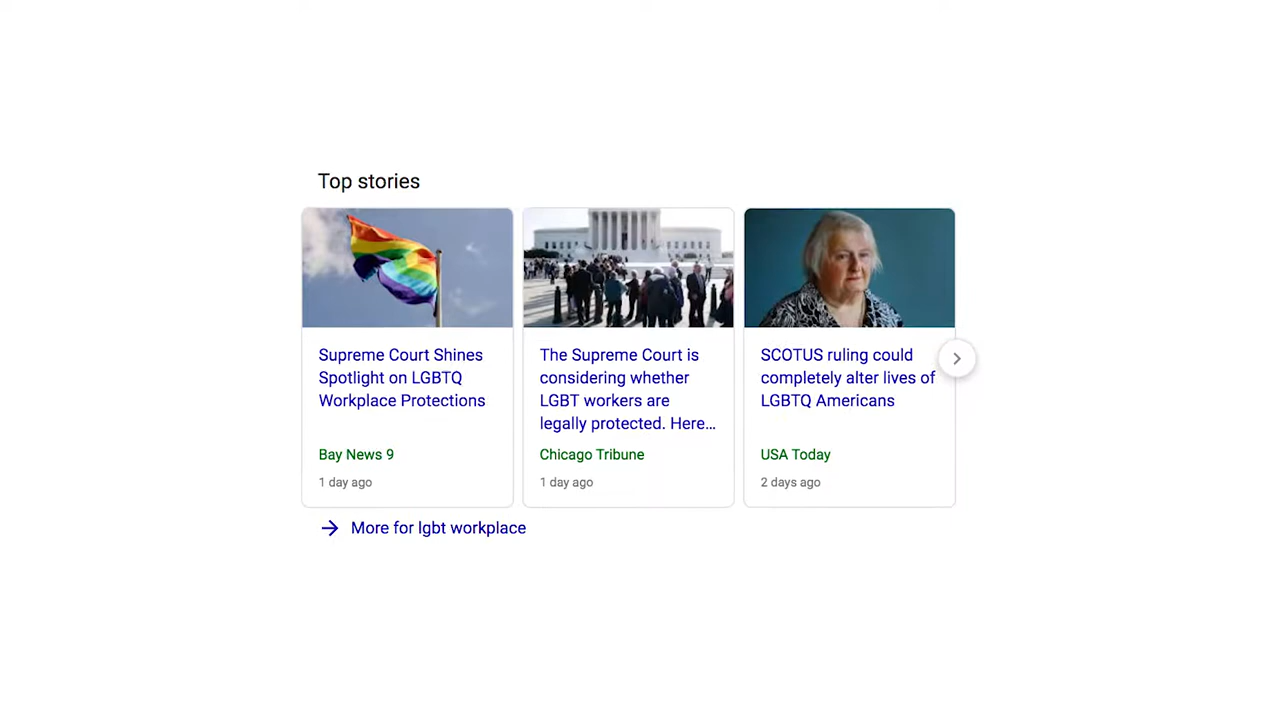 Top stories
Supreme Court Shines
Spotlight on LGBTQ
Workplace Protections
Bay News 9
1 day ago
The Supreme Court is
considering whether
LGBT workers are
legally protected. Here...
Chicago Tribune
1 day ago
SCOTUS ruling could
completely alter lives of
LGBTQ Americans
USA Today
2 days ago
More for lgbt workplace